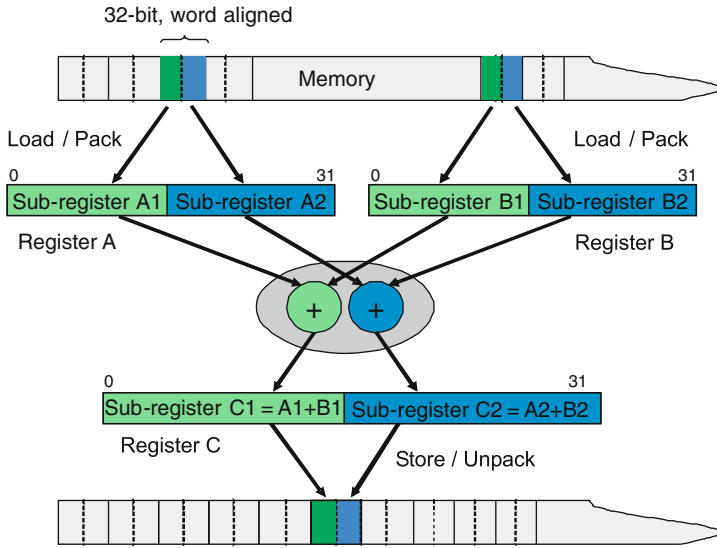 32-bit, word aligned
Memory
Load / Pack
Load / Pack
0 31
0 31
Sub-register A1 Sub-register A2
Sub-register B1 Sub-register B2
Register A
Register B
+ +
0 31
Sub-register C1 = A1+B1 Sub-register C2 = A2+B2
Register C
Store / Unpack